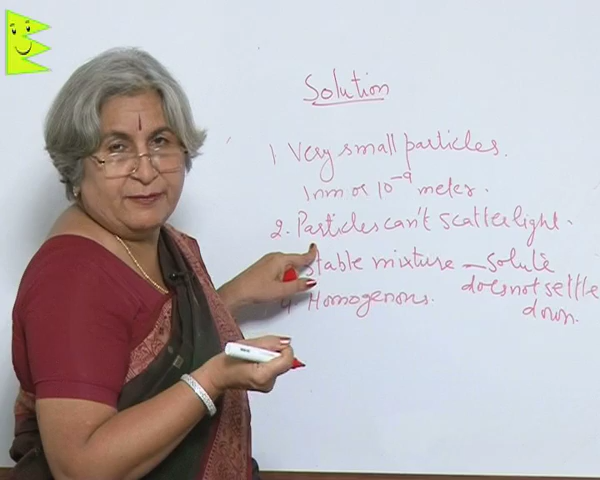 Solution
1 Very small particles.
1nm or 10⁻⁹ meter.
2. Particles can't scatter light.
Stable mixture – solute
does not settle
down.
4 Homogenous.